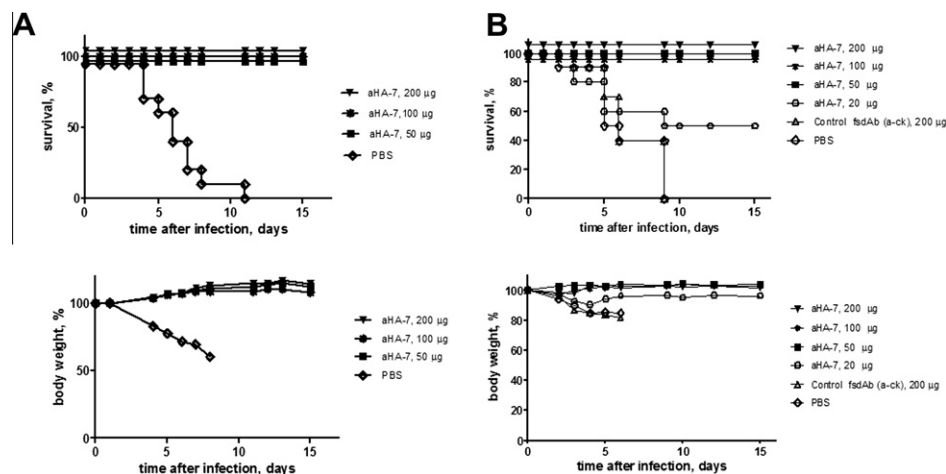 A
100
50
0
survival, %
0 5 10 15
time after infection, days
aHA-7, 200 µg
aHA-7, 100 µg
aHA-7, 50 µg
PBS
B
100
80
60
40
20
0
survival, %
0 5 10 15
time after infection, days
aHA-7, 200 µg
aHA-7, 100 µg
aHA-7, 50 µg
aHA-7, 20 µg
Control fsdAb (a-ck), 200 µg
PBS
100
50
0
body weight, %
0 5 10 15
time after infection, days
aHA-7, 200 µg
aHA-7, 100 µg
aHA-7, 50 µg
PBS
100
80
60
40
20
0
body weight, %
0 5 10 15
time after infection, days
aHA-7, 200 µg
aHA-7, 100 µg
aHA-7, 50 µg
aHA-7, 20 µg
Control fsdAb (a-ck), 200 µg
PBS